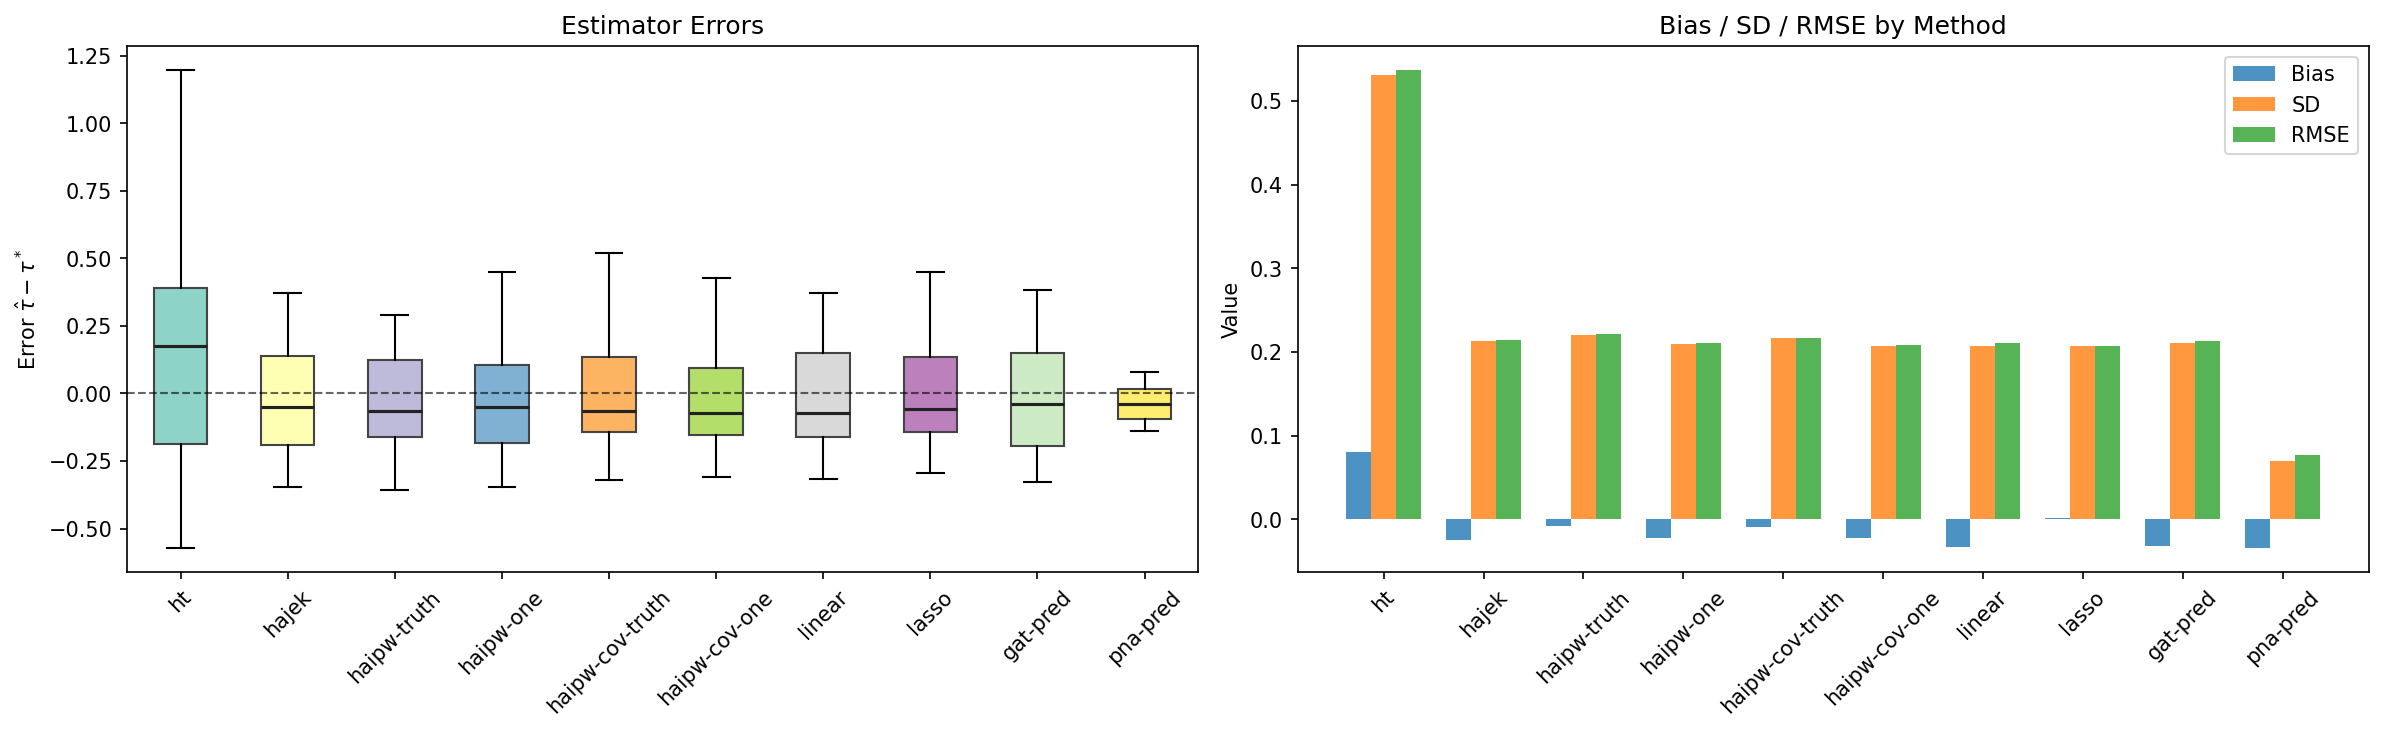 Estimator Errors
Error τ̂ − τ*
1.25
1.00
0.75
0.50
0.25
0.00
−0.25
−0.50
ht
hajek
haipw-truth
haipw-one
haipw-cov-truth
haipw-cov-one
linear
lasso
gat-pred
pna-pred
Bias / SD / RMSE by Method
Value
0.5
0.4
0.3
0.2
0.1
0.0
Bias
SD
RMSE
ht
hajek
haipw-truth
haipw-one
haipw-cov-truth
haipw-cov-one
linear
lasso
gat-pred
pna-pred